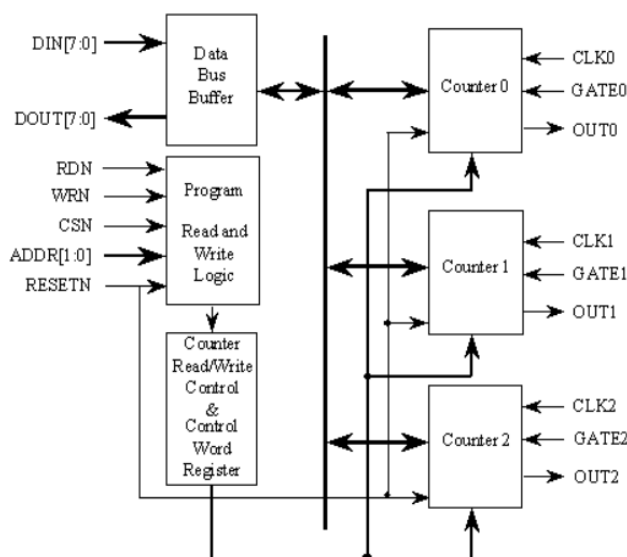 DIN[7:0]
DOUT[7:0]
Data
Bus
Buffer
RDN
WRN
CSN
ADDR[1:0]
RESETN
Program
Read and
Write
Logic
Counter
Read/Write
Control
&
Control
Word
Register
Counter 0
CLK0
GATE0
OUT0
Counter 1
CLK1
GATE1
OUT1
Counter 2
CLK2
GATE2
OUT2